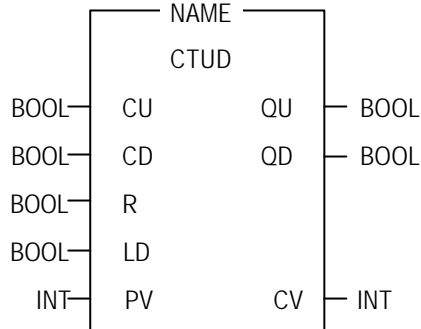 NAME
CTUD
BOOL CU QU BOOL
BOOL CD QD BOOL
BOOL R
BOOL LD
INT PV CV INT